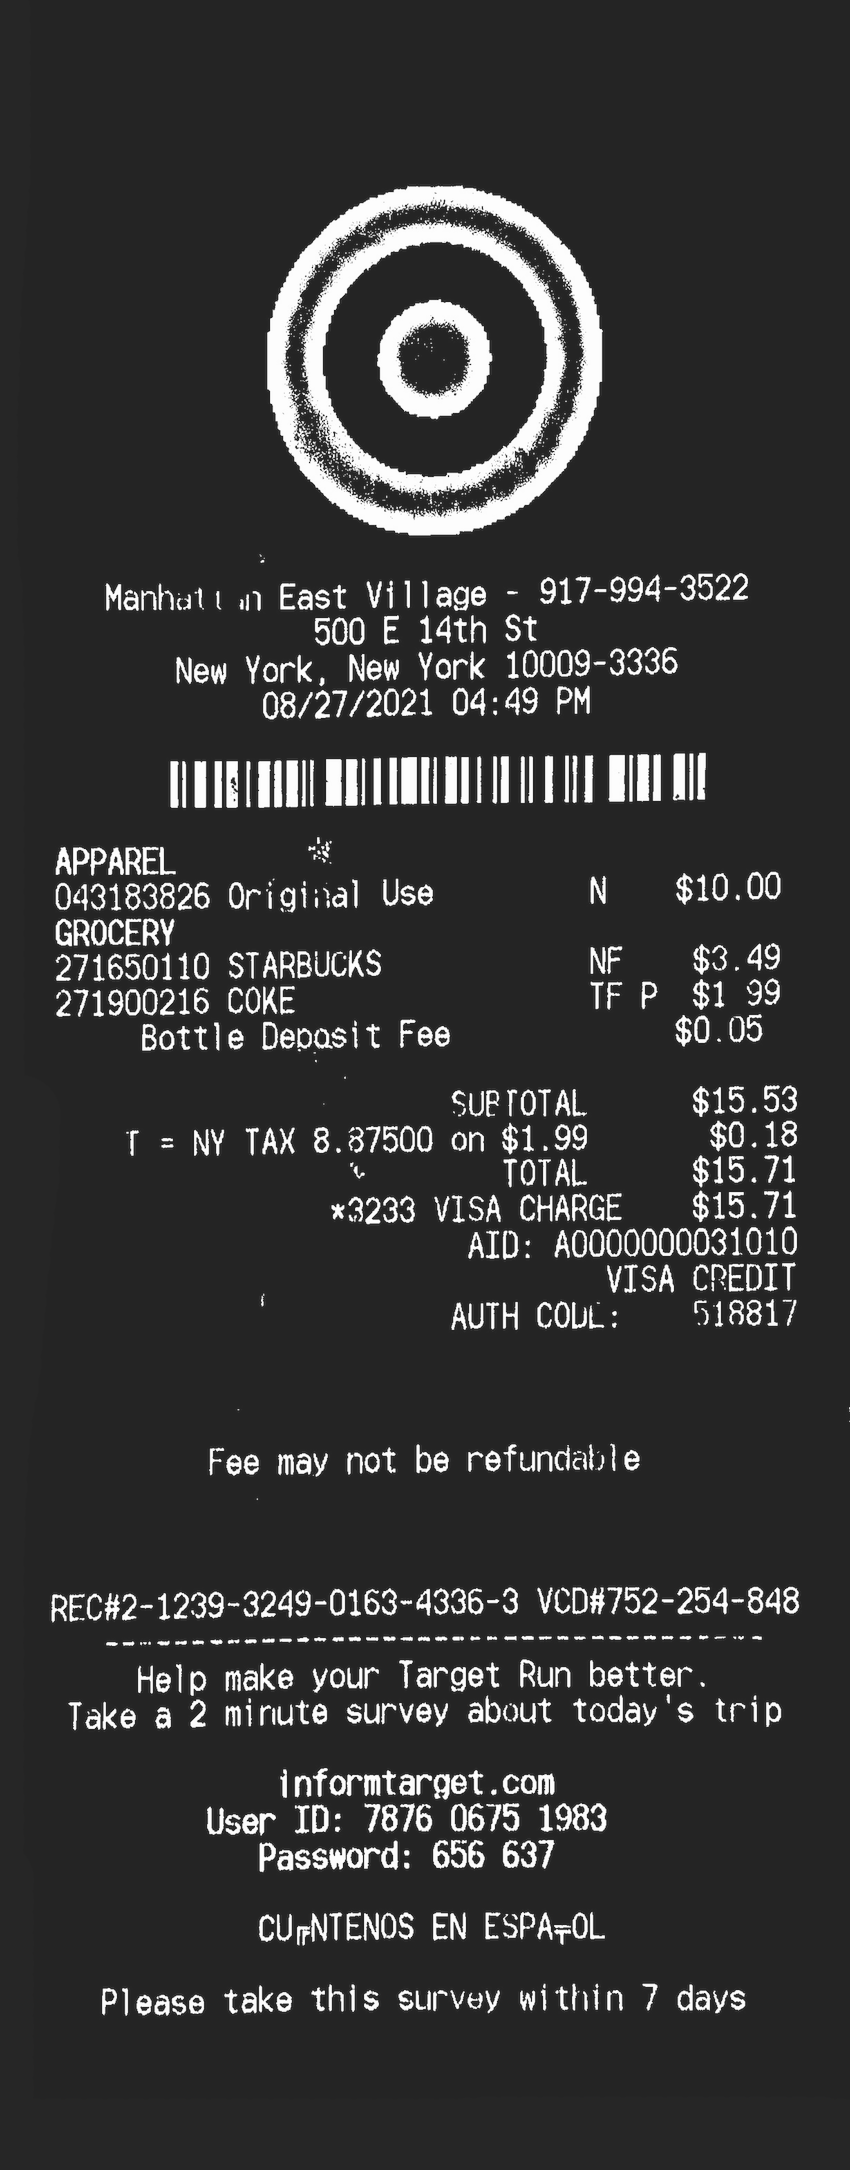 Manhattan East Village - 917-994-3522
500 E 14th St
New York, New York 10009-3336
08/27/2021 04:49 PM
APPAREL
043183826 Original Use N $10.00
GROCERY
271650110 STARBUCKS NF $3.49
271900216 COKE TF P $1 99
Bottle Deposit Fee $0.05
SUBTOTAL $15.53
T = NY TAX 8.87500 on $1.99 $0.18
TOTAL $15.71
*3233 VISA CHARGE $15.71
AID: A0000000031010
VISA CREDIT
AUTH CODE: 518817
Fee may not be refundable
REC#2-1239-3249-0163-4336-3 VCD#752-254-848
Help make your Target Run better.
Take a 2 minute survey about today's trip
informtarget.com
User ID: 7876 0675 1983
Password: 656 637
CU╔NTENOS EN ESPA╤OL
Please take this survey within 7 days